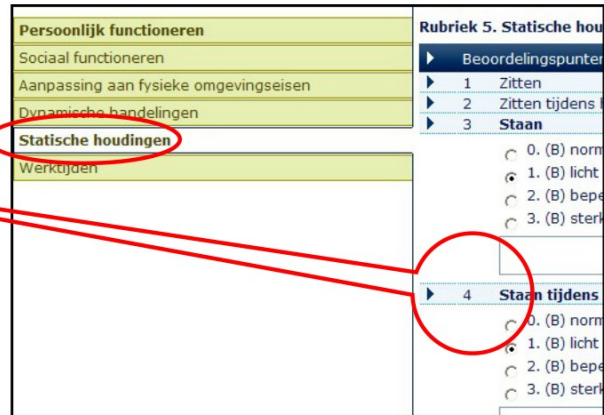 Persoonlijk functioneren
Sociaal functioneren
Aanpassing aan fysieke omgevingseisen
Dynamische handelingen
Statische houdingen
Werktijden
Rubriek 5. Statische hou
Beoordelingspunten
1 Zitten
2 Zitten tijdens
3 Staan
0. (B) norm
1. (B) licht
2. (B) bepe
3. (B) sterk
4 Staan tijdens
0. (B) norm
1. (B) licht
2. (B) bepe
3. (B) sterk